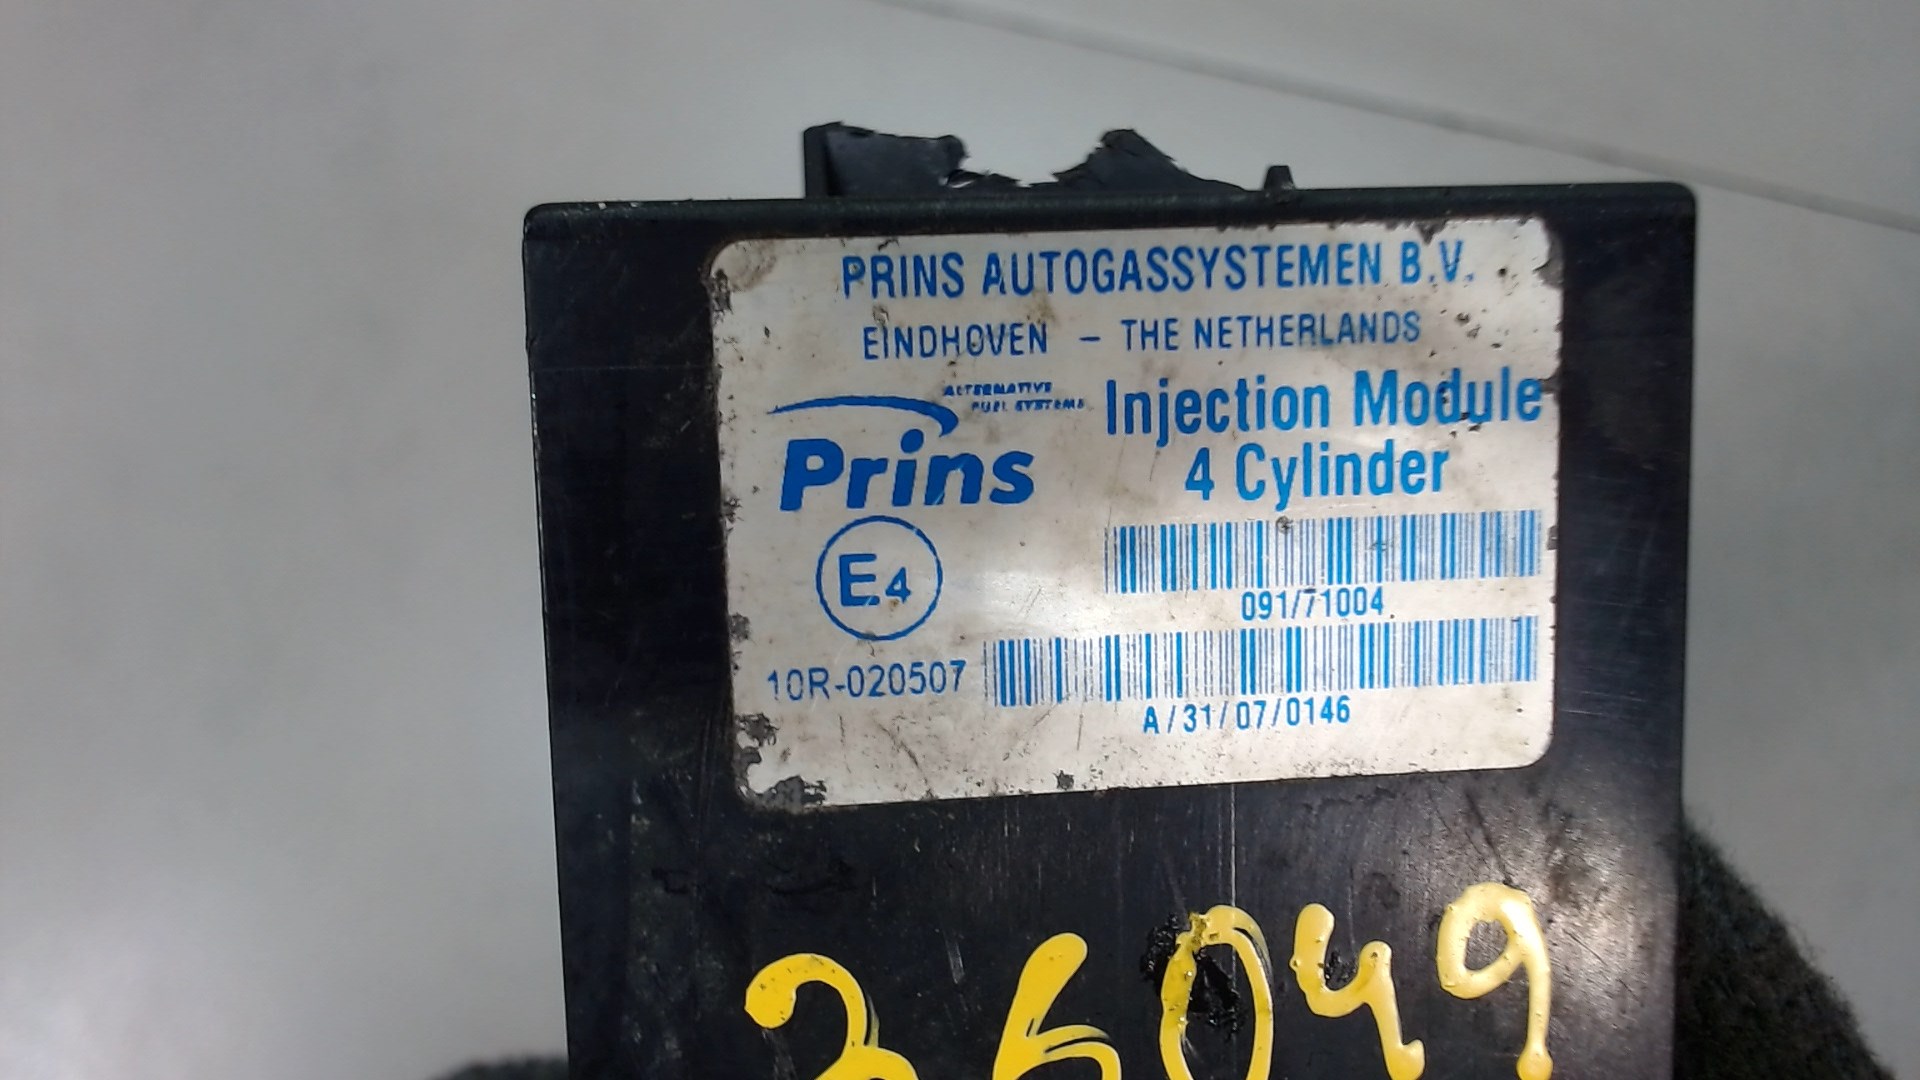 PRINS AUTOGASSYSTEMEN B.V.
EINDHOVEN – THE NETHERLANDS
ALTERNATIVE
FUEL SYSTEMS
Prins
Injection Module
4 Cylinder
E4
091/71004
10R-020507
A/31/07/0146
36049